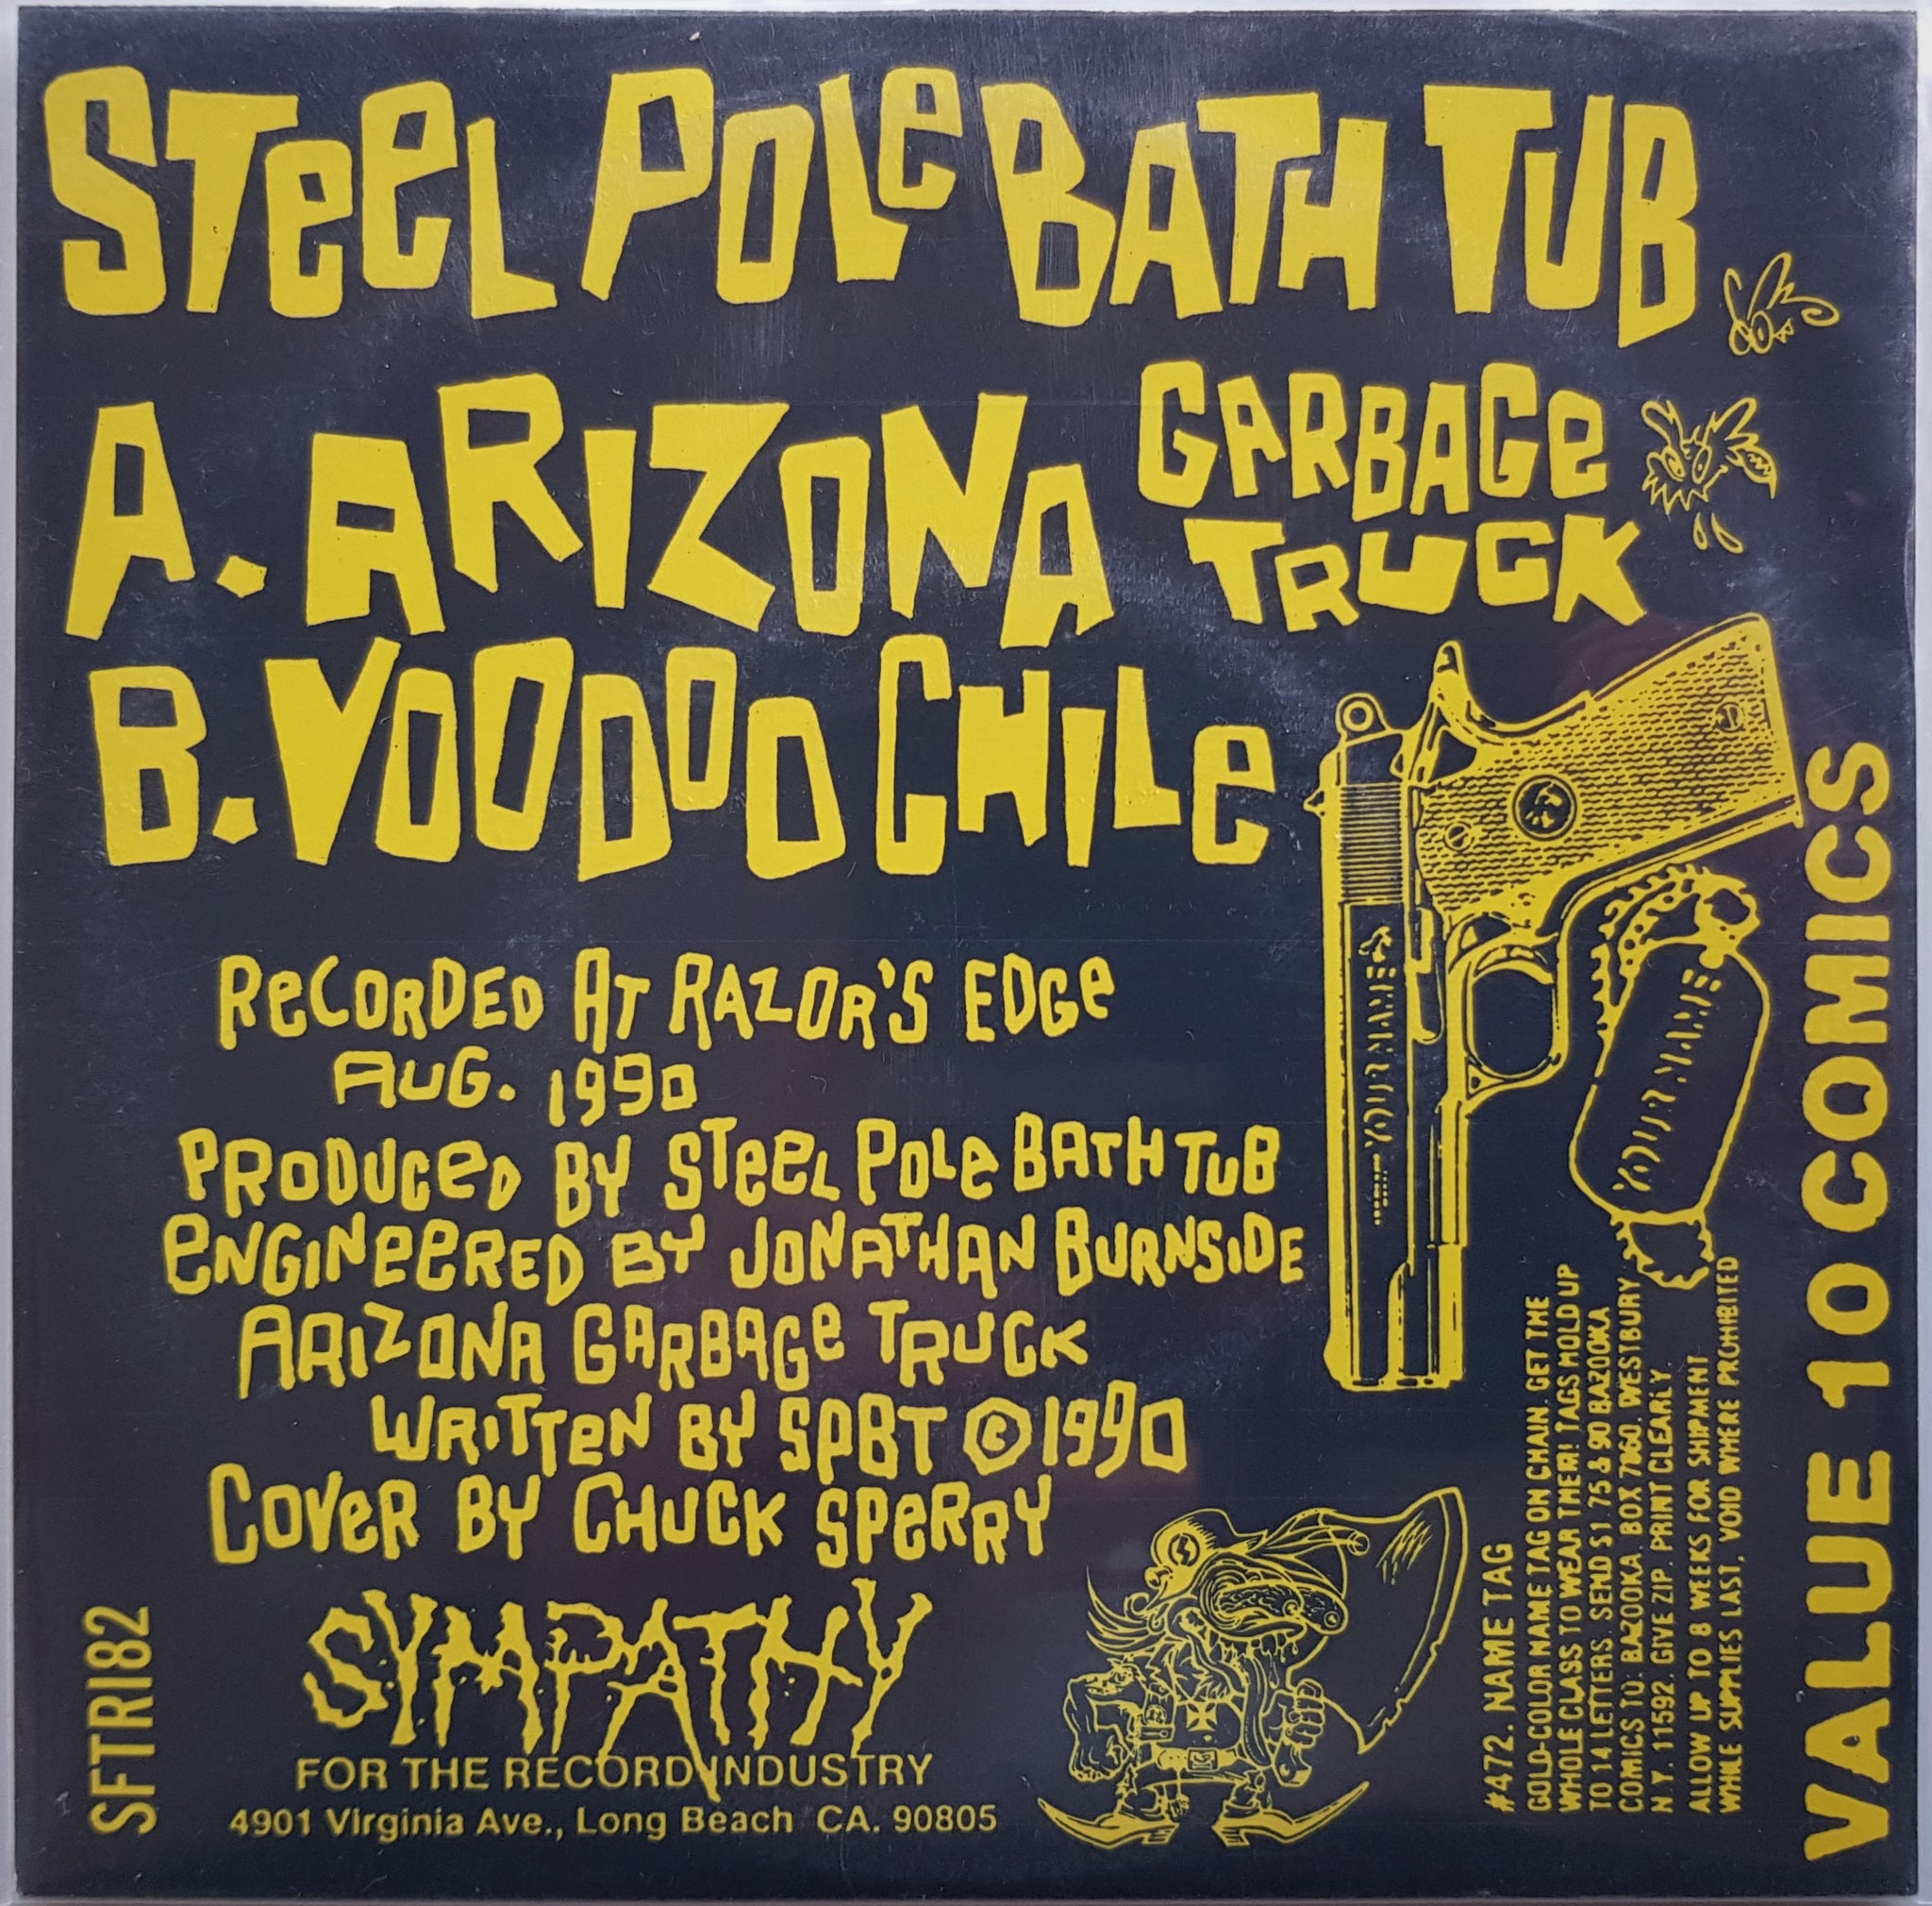 STeeL POLe BATH TUB
A. ARIZONA GARBAGe
TRUCK
B. VOODOO CHILe
ReCORDED AT RAZOR'S EDGe
AUG. 1990
PRODUCeD BY STeeL POLe BATH TUB
eNGINeeRED BY JONATHAN BURNSiDE
ARIZONA GARBAGe TRUCK
WRiTTeN BY SPBT © 1990
COVeR BY CHUCK SPeRRY
SYMPATHY
FOR THE RECORD INDUSTRY
4901 Virginia Ave., Long Beach CA. 90805
SFTRI82
YOUR NAME
YOUR NAME
#472. NAME TAG
GOLD-COLOR NAME TAG ON CHAIN. GET THE
WHOLE CLASS TO WEAR THEM! TAGS HOLD UP
TO 14 LETTERS. SEND $1.75 & 90 BAZOOKA
COMICS TO: BAZOOKA, BOX 7060, WESTBURY,
N.Y. 11592. GIVE ZIP. PRINT CLEARLY.
ALLOW UP TO 8 WEEKS FOR SHIPMENT
WHILE SUPPLIES LAST. VOID WHERE PROHIBITED
VALUE 10 COMICS